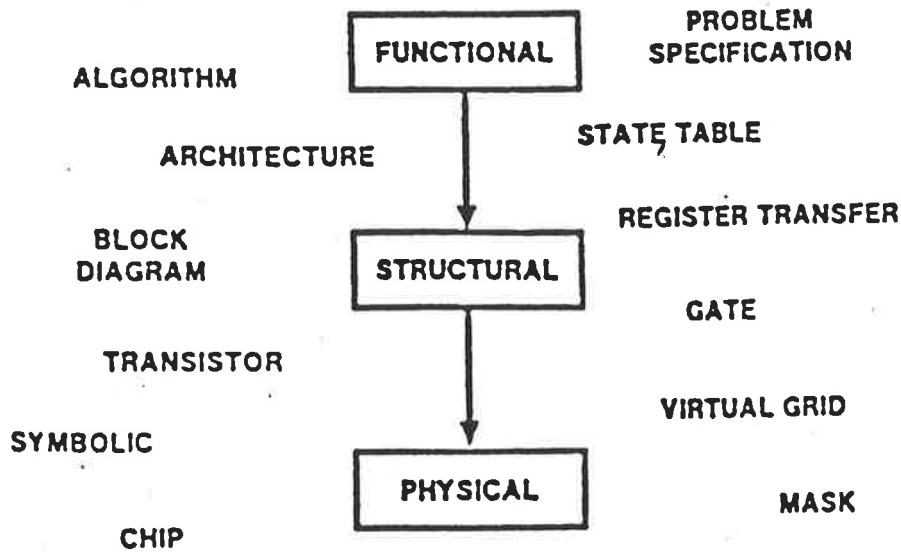 PROBLEM
SPECIFICATION
FUNCTIONAL
ALGORITHM
STATE, TABLE
ARCHITECTURE
REGISTER TRANSFER
BLOCK
DIAGRAM
STRUCTURAL
GATE
TRANSISTOR
VIRTUAL GRID
SYMBOLIC
PHYSICAL
MASK
CHIP